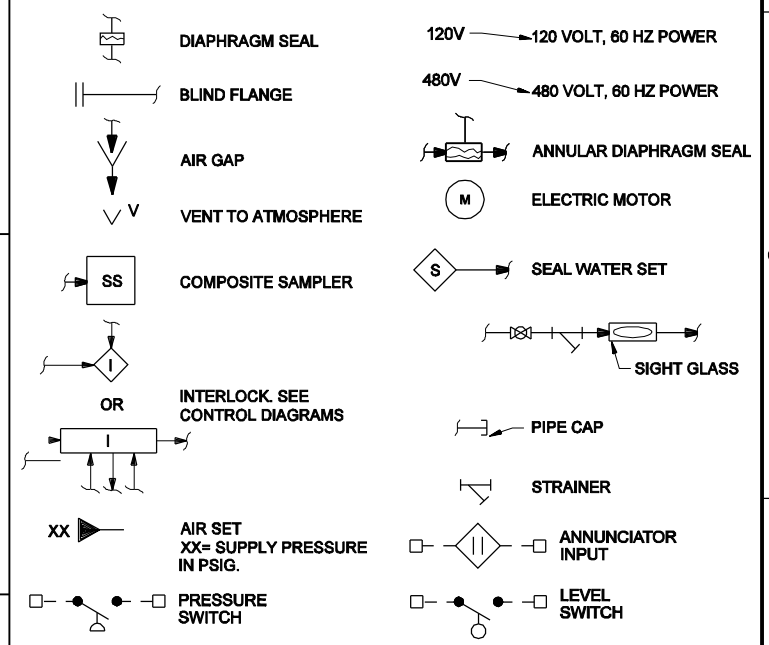 DIAPHRAGM SEAL
BLIND FLANGE
AIR GAP
V
VENT TO ATMOSPHERE
SS
COMPOSITE SAMPLER
I
OR
INTERLOCK. SEE
CONTROL DIAGRAMS
I
XX
AIR SET
XX= SUPPLY PRESSURE
IN PSIG.
PRESSURE
SWITCH
120V
120 VOLT, 60 HZ POWER
480V
480 VOLT, 60 HZ POWER
ANNULAR DIAPHRAGM SEAL
M
ELECTRIC MOTOR
S
SEAL WATER SET
SIGHT GLASS
PIPE CAP
STRAINER
ANNUNCIATOR
INPUT
LEVEL
SWITCH